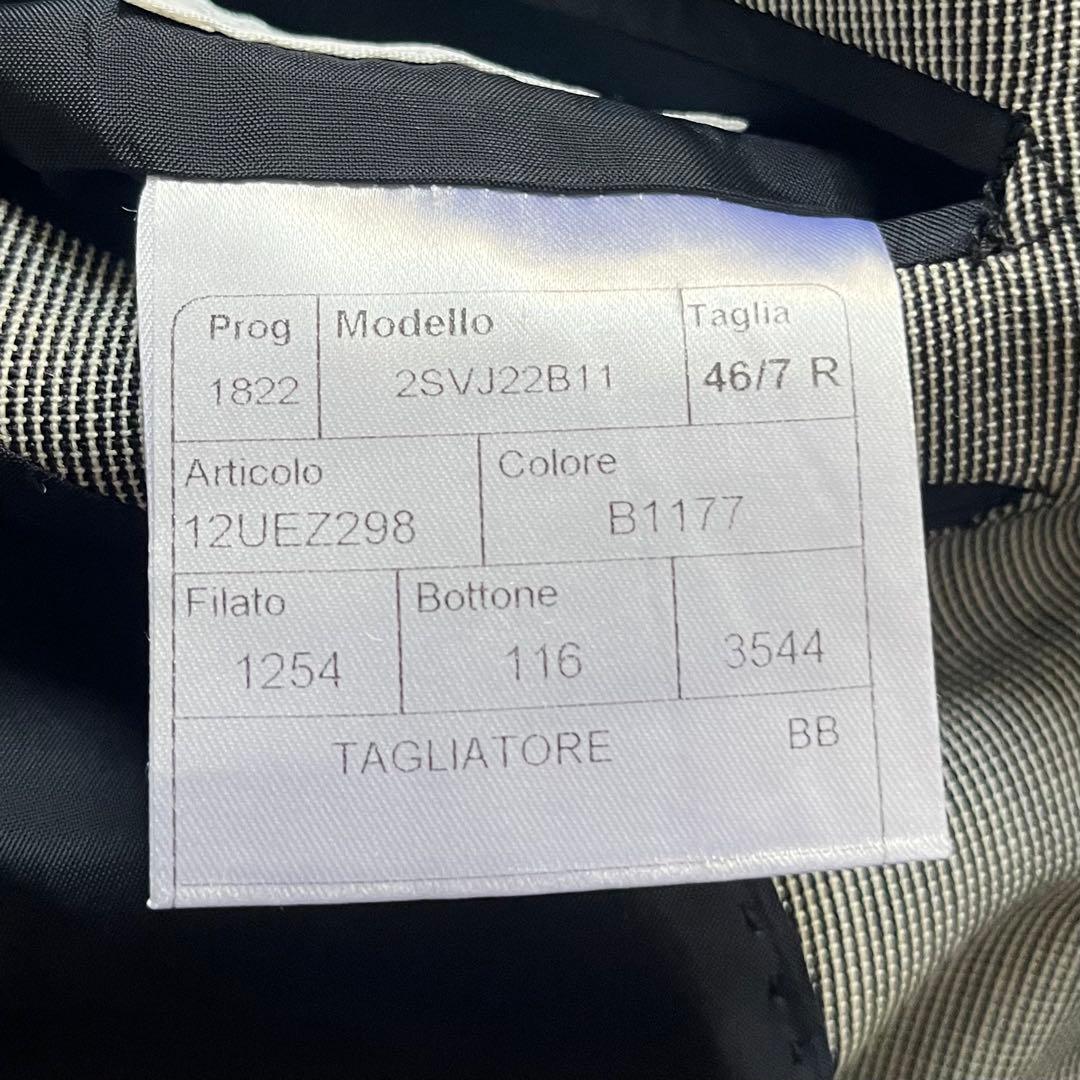 Prog Modello Taglia
1822 2SVJ22B11 46/7 R
Articolo Colore
12UEZ298 B1177
Filato Bottone
1254 116 3544
TAGLIATORE BB